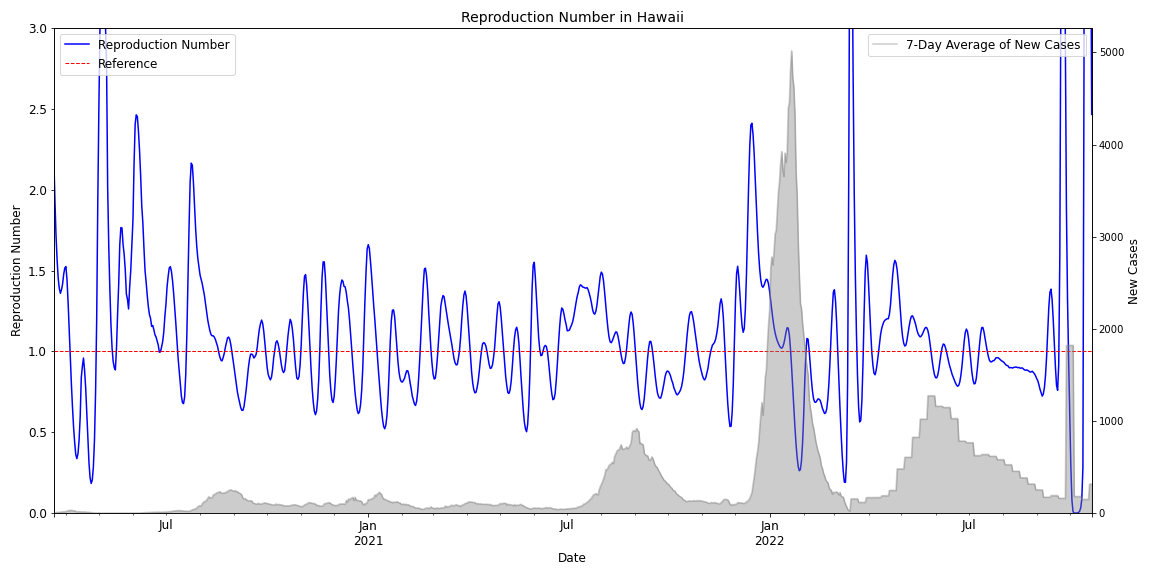 Reproduction Number in Hawaii
Reproduction Number
Reference
7-Day Average of New Cases
3.0
2.5
2.0
1.5
1.0
0.5
0.0
Reproduction Number
5000
4000
3000
2000
1000
0
New Cases
Jul
Jan
2021
Jul
Jan
2022
Jul
Date